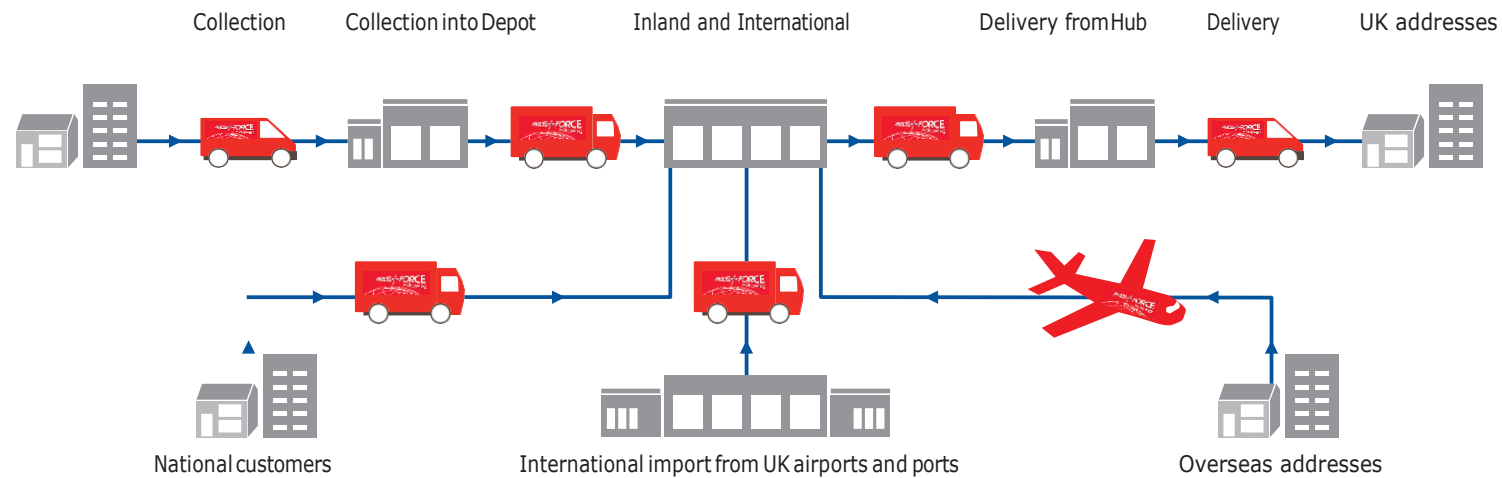 Collection
Collection into Depot
Inland and International
Delivery from Hub
Delivery
UK addresses
National customers
International import from UK airports and ports
Overseas addresses